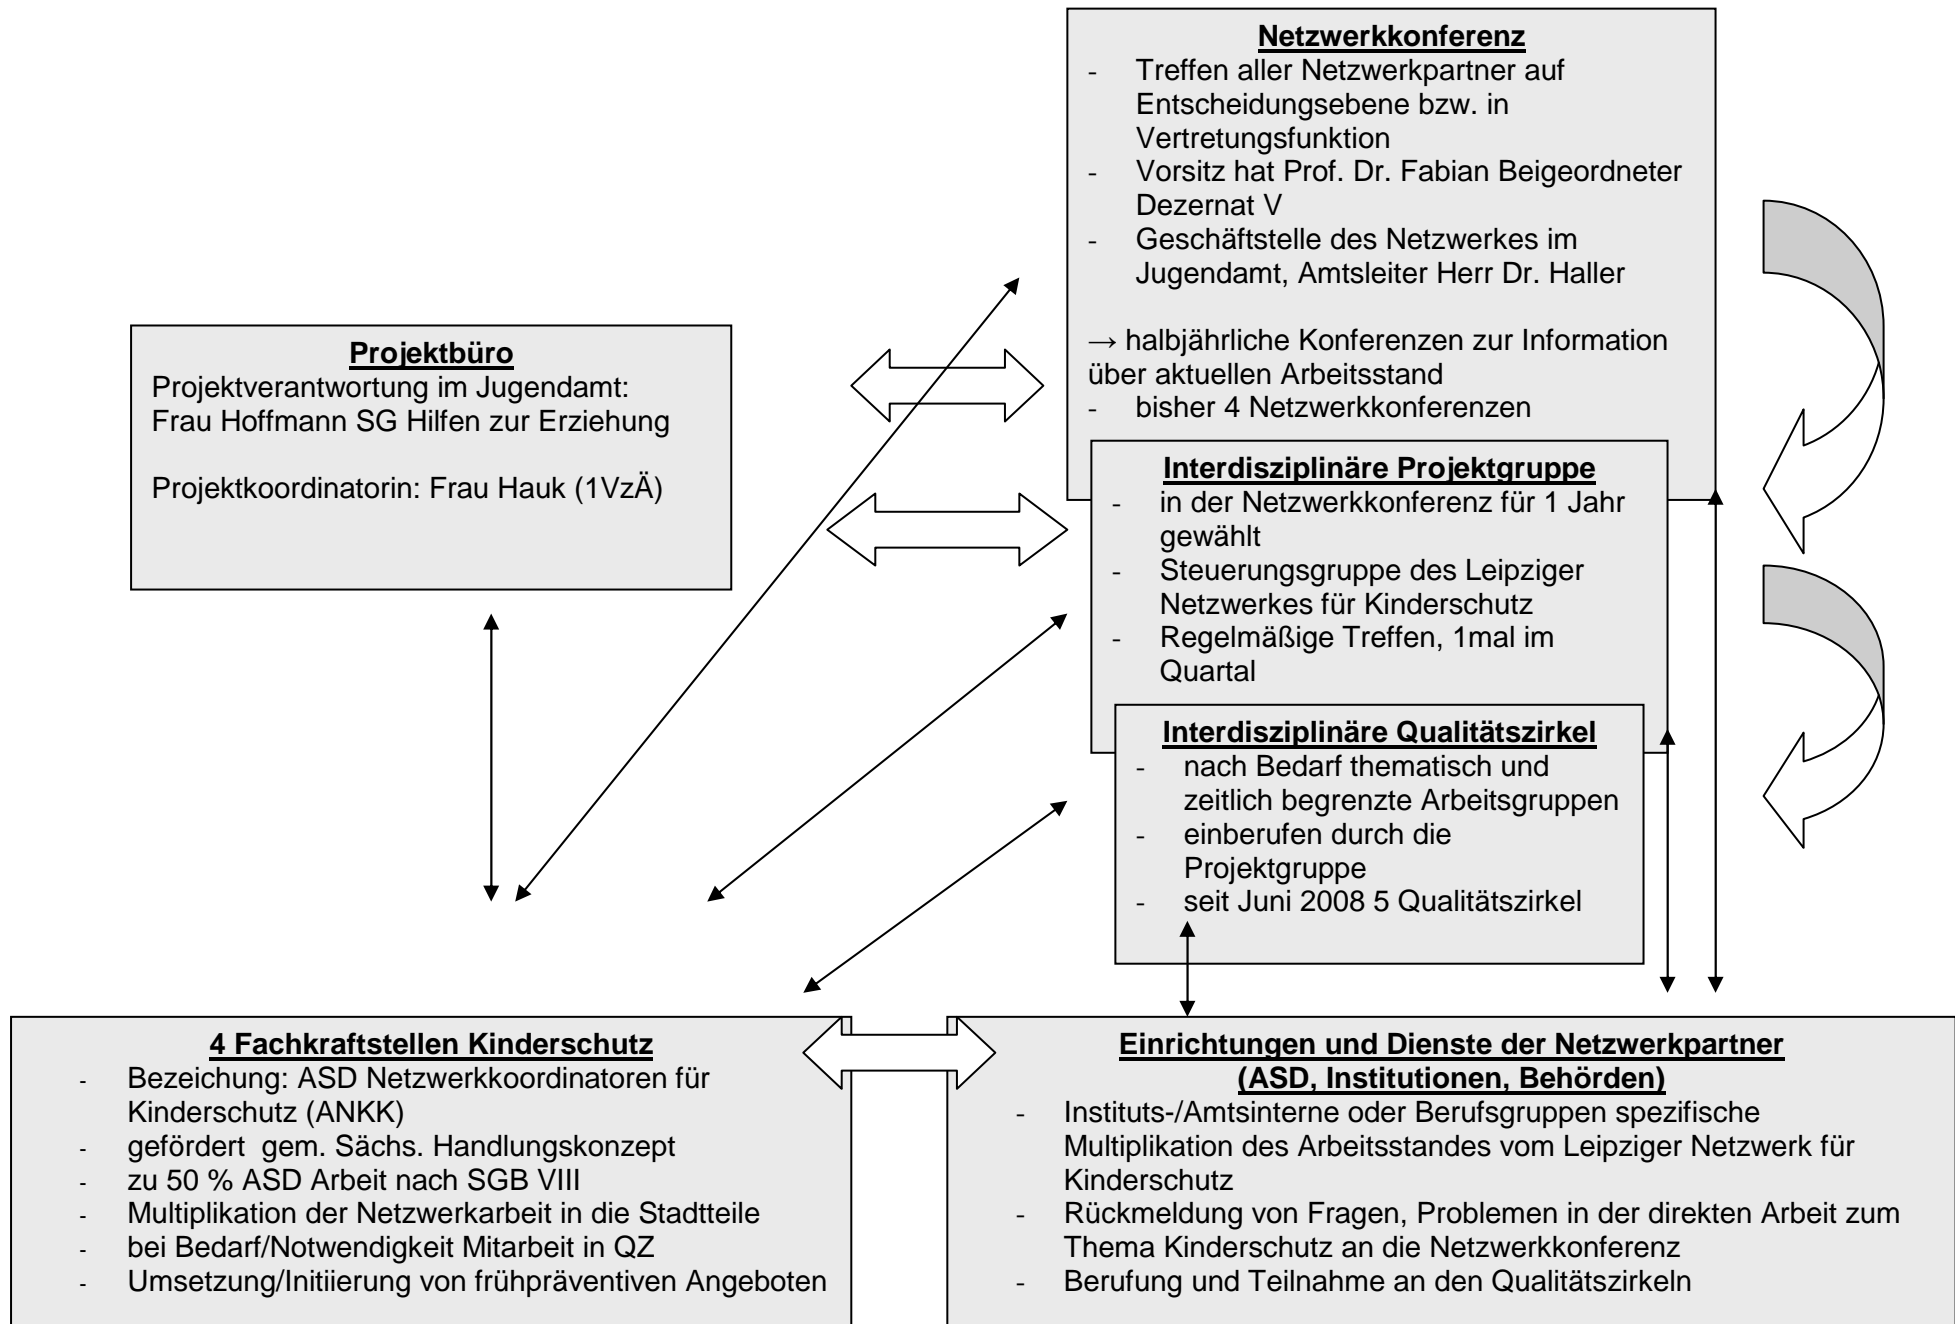 Netzwerkkonferenz
- Treffen aller Netzwerkpartner auf
Entscheidungsebene bzw. in
Vertretungsfunktion
- Vorsitz hat Prof. Dr. Fabian Beigeordneter
Dezernat V
- Geschäftstelle des Netzwerkes im
Jugendamt, Amtsleiter Herr Dr. Haller
→ halbjährliche Konferenzen zur Information
über aktuellen Arbeitsstand
- bisher 4 Netzwerkkonferenzen
Projektbüro
Projektverantwortung im Jugendamt:
Frau Hoffmann SG Hilfen zur Erziehung
Projektkoordinatorin: Frau Hauk (1VzÄ)
Interdisziplinäre Projektgruppe
- in der Netzwerkkonferenz für 1 Jahr
gewählt
- Steuerungsgruppe des Leipziger
Netzwerkes für Kinderschutz
- Regelmäßige Treffen, 1mal im
Quartal
Interdisziplinäre Qualitätszirkel
- nach Bedarf thematisch und
zeitlich begrenzte Arbeitsgruppen
- einberufen durch die
Projektgruppe
- seit Juni 2008 5 Qualitätszirkel
4 Fachkraftstellen Kinderschutz
- Bezeichung: ASD Netzwerkkoordinatoren für
Kinderschutz (ANKK)
- gefördert gem. Sächs. Handlungskonzept
- zu 50 % ASD Arbeit nach SGB VIII
- Multiplikation der Netzwerkarbeit in die Stadtteile
- bei Bedarf/Notwendigkeit Mitarbeit in QZ
- Umsetzung/Initiierung von frühpräventiven Angeboten
Einrichtungen und Dienste der Netzwerkpartner
(ASD, Institutionen, Behörden)
- Instituts-/Amtsinterne oder Berufsgruppen spezifische
Multiplikation des Arbeitsstandes vom Leipziger Netzwerk für
Kinderschutz
- Rückmeldung von Fragen, Problemen in der direkten Arbeit zum
Thema Kinderschutz an die Netzwerkkonferenz
- Berufung und Teilnahme an den Qualitätszirkeln